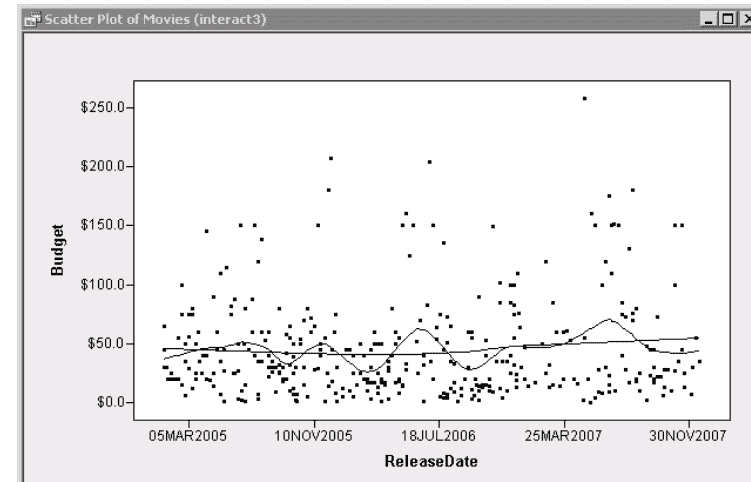 Scatter Plot of Movies (interact3)
$250.0
$200.0
$150.0
$100.0
$50.0
$0.0
Budget
05MAR2005 10NOV2005 18JUL2006 25MAR2007 30NOV2007
ReleaseDate